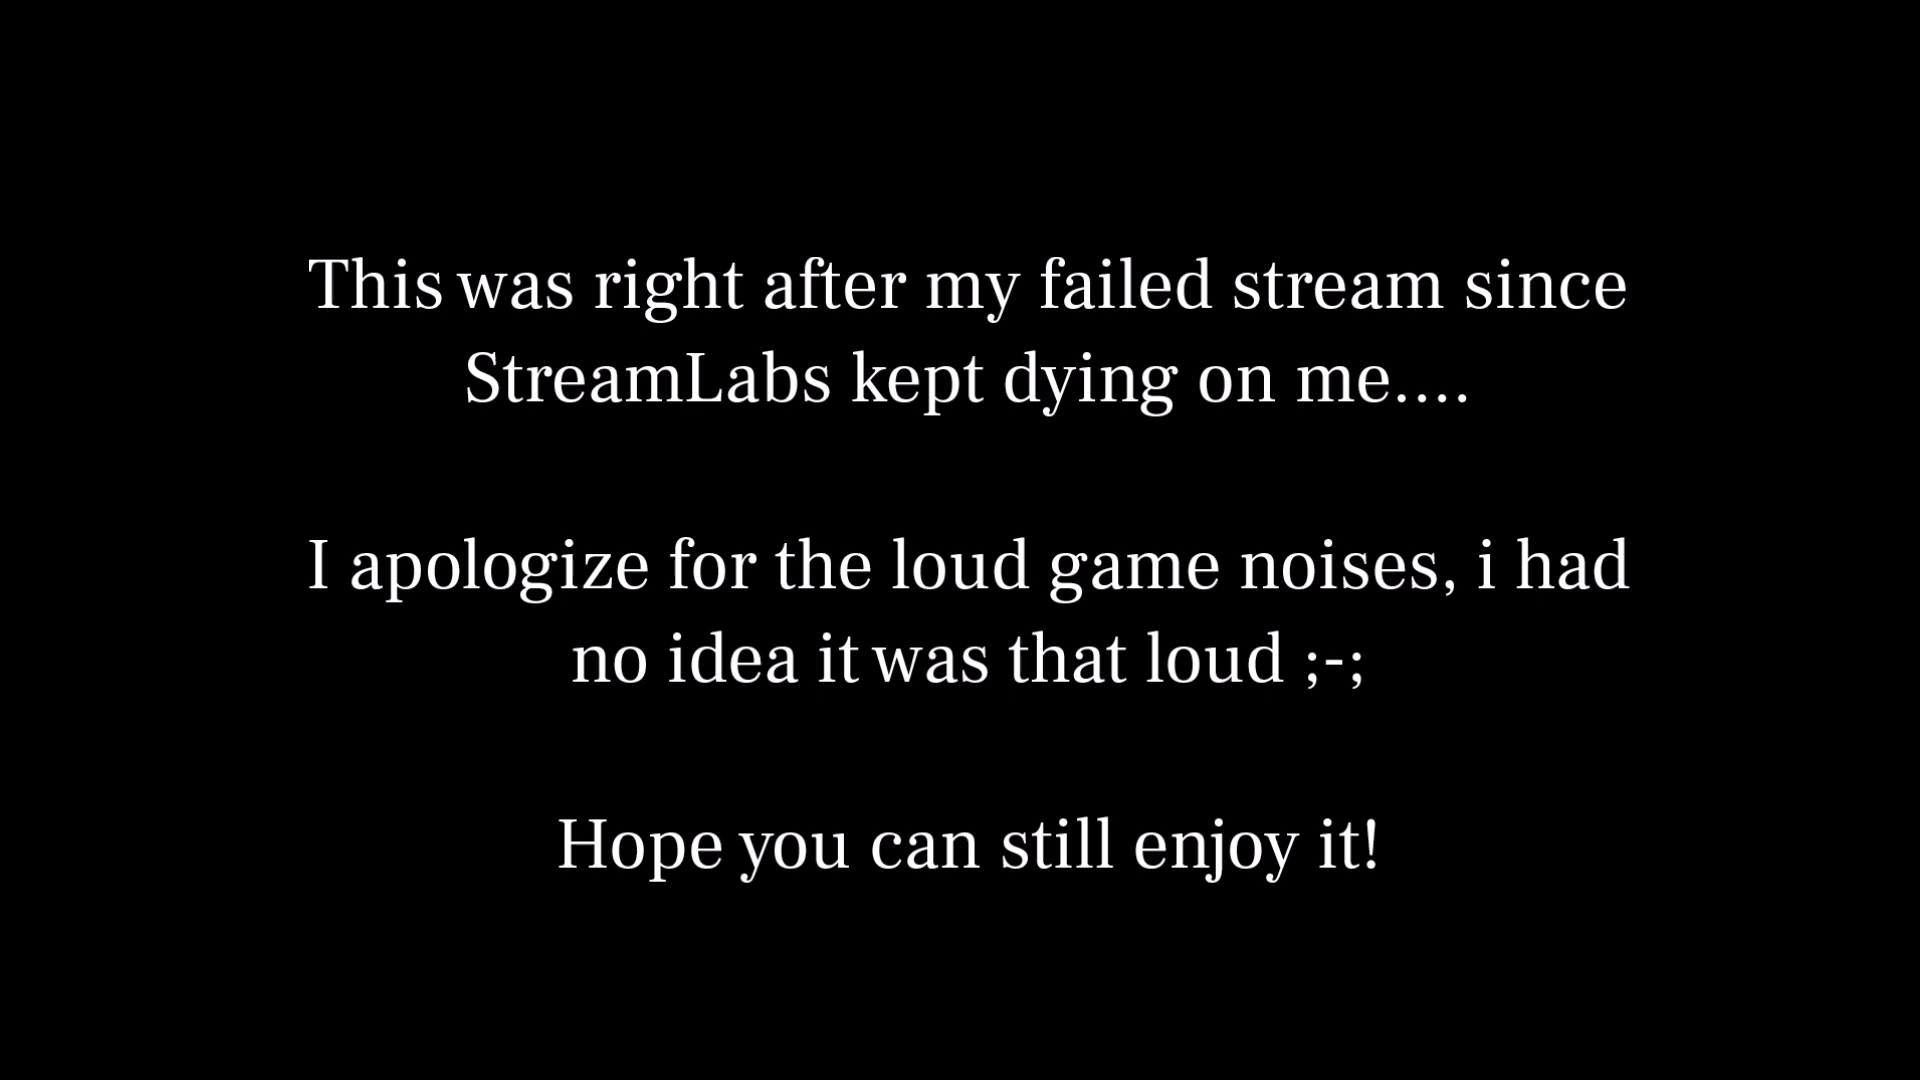 This was right after my failed stream since
StreamLabs kept dying on me....
I apologize for the loud game noises, i had
no idea it was that loud ;-;
Hope you can still enjoy it!